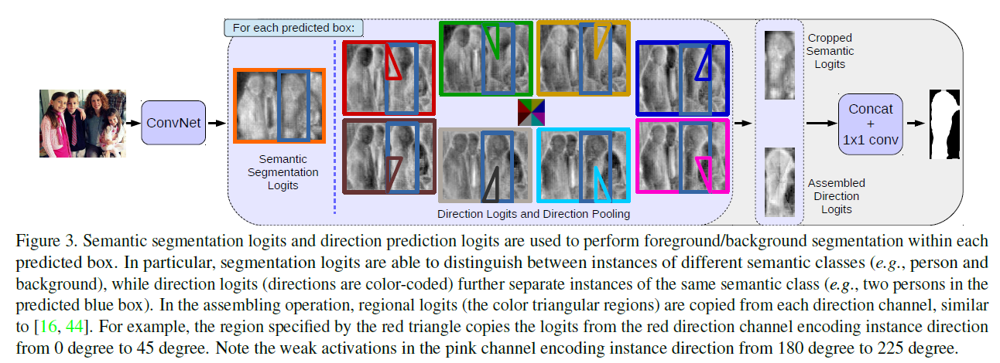 For each predicted box:
ConvNet
Semantic
Segmentation
Logits
Direction Logits and Direction Pooling
Cropped
Semantic
Logits
Assembled
Direction
Logits
Concat
+
1x1 conv
Figure 3. Semantic segmentation logits and direction prediction logits are used to perform foreground/background segmentation within each
predicted box. In particular, segmentation logits are able to distinguish between instances of different semantic classes (e.g., person and
background), while direction logits (directions are color-coded) further separate instances of the same semantic class (e.g., two persons in the
predicted blue box). In the assembling operation, regional logits (the color triangular regions) are copied from each direction channel, similar
to [16, 44]. For example, the region specified by the red triangle copies the logits from the red direction channel encoding instance direction
from 0 degree to 45 degree. Note the weak activations in the pink channel encoding instance direction from 180 degree to 225 degree.